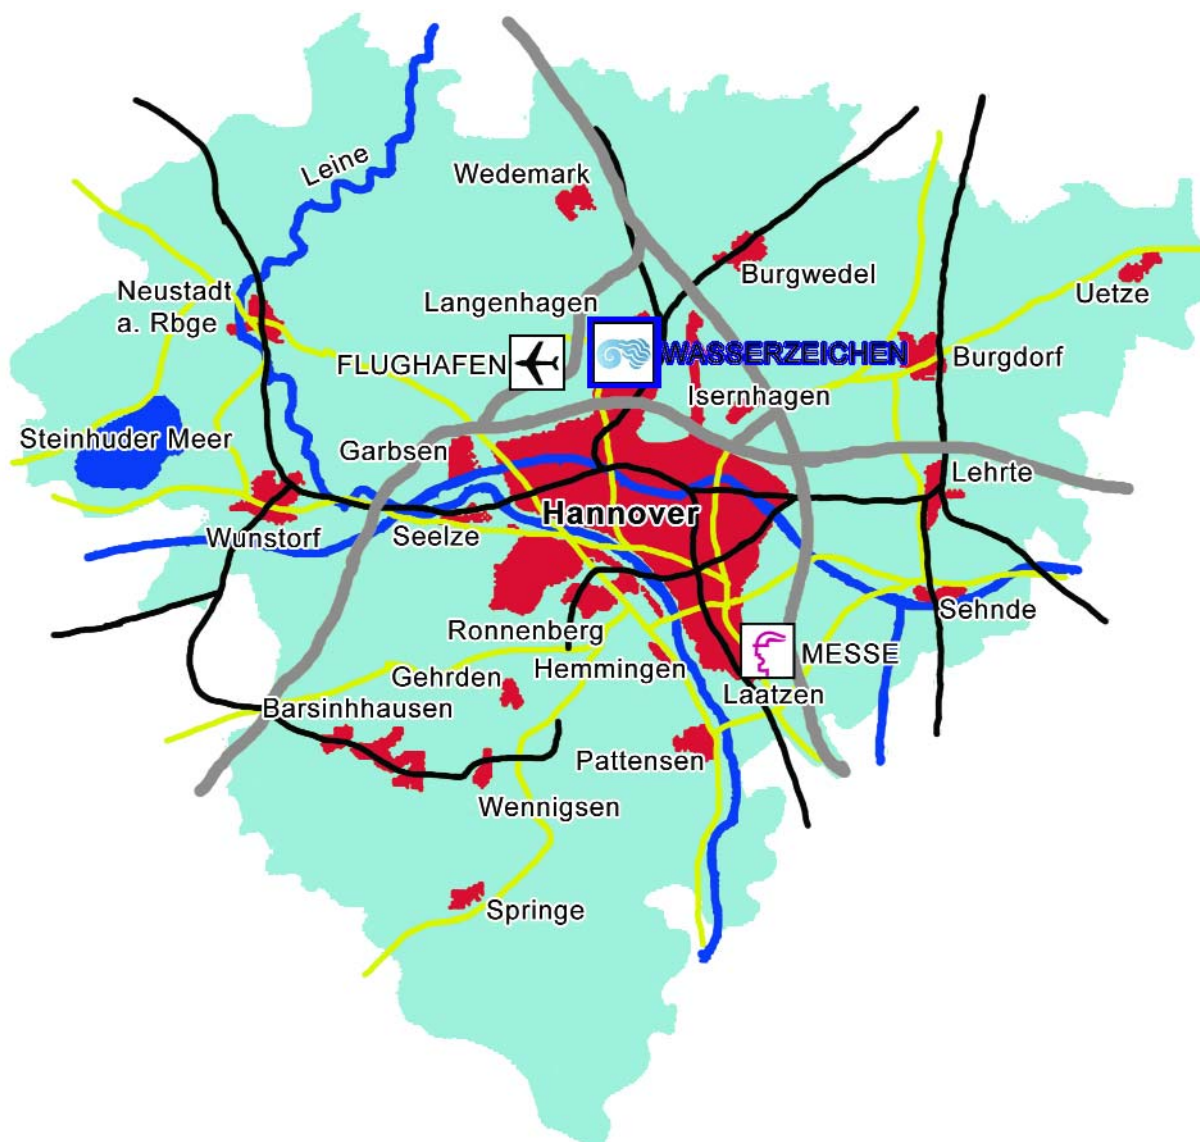 Leine
Wedemark
Burgwedel
Neustadt
a. Rbge
Langenhagen
Uetze
FLUGHAFEN
WASSERZEICHEN
Burgdorf
Isernhagen
Steinhuder Meer
Garbsen
Lehrte
Hannover
Wunstorf
Seelze
Sehnde
Ronnenberg
MESSE
Hemmingen
Gehrden
Laatzen
Barsinhhausen
Pattensen
Wennigsen
Springe